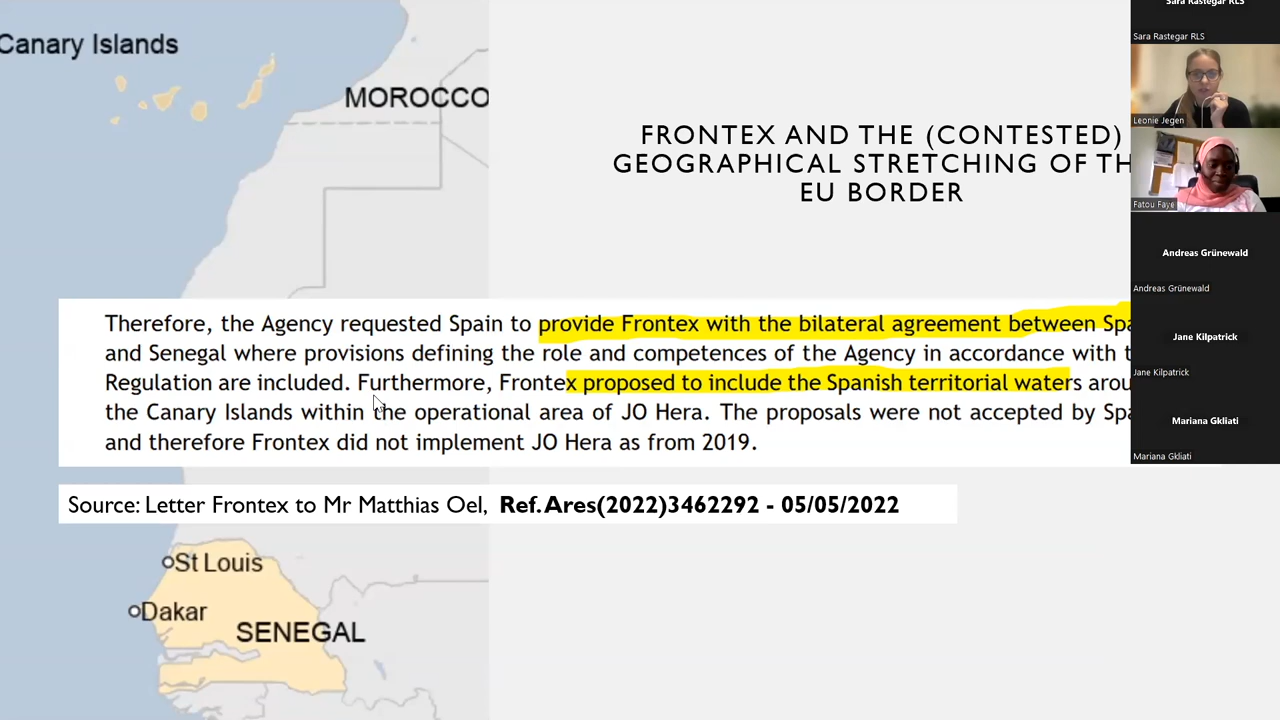 Canary Islands
MOROCCO
FRONTEX AND THE (CONTESTED)
GEOGRAPHICAL STRETCHING OF TH
EU BORDER
Therefore, the Agency requested Spain to provide Frontex with the bilateral agreement between Spa
and Senegal where provisions defining the role and competences of the Agency in accordance with t
Regulation are included. Furthermore, Frontex proposed to include the Spanish territorial waters arou
the Canary Islands within the operational area of JO Hera. The proposals were not accepted by Spa
and therefore Frontex did not implement JO Hera as from 2019.
Source: Letter Frontex to Mr Matthias Oel, Ref. Ares(2022)3462292 - 05/05/2022
St Louis
Dakar
SENEGAL
Sara Rastegar RLS
Sara Rastegar RLS
Leonie Jegen
Fatou Faye
Andreas Grünewald
Andreas Grünewald
Jane Kilpatrick
Jane Kilpatrick
Mariana Gkliati
Mariana Gkliati